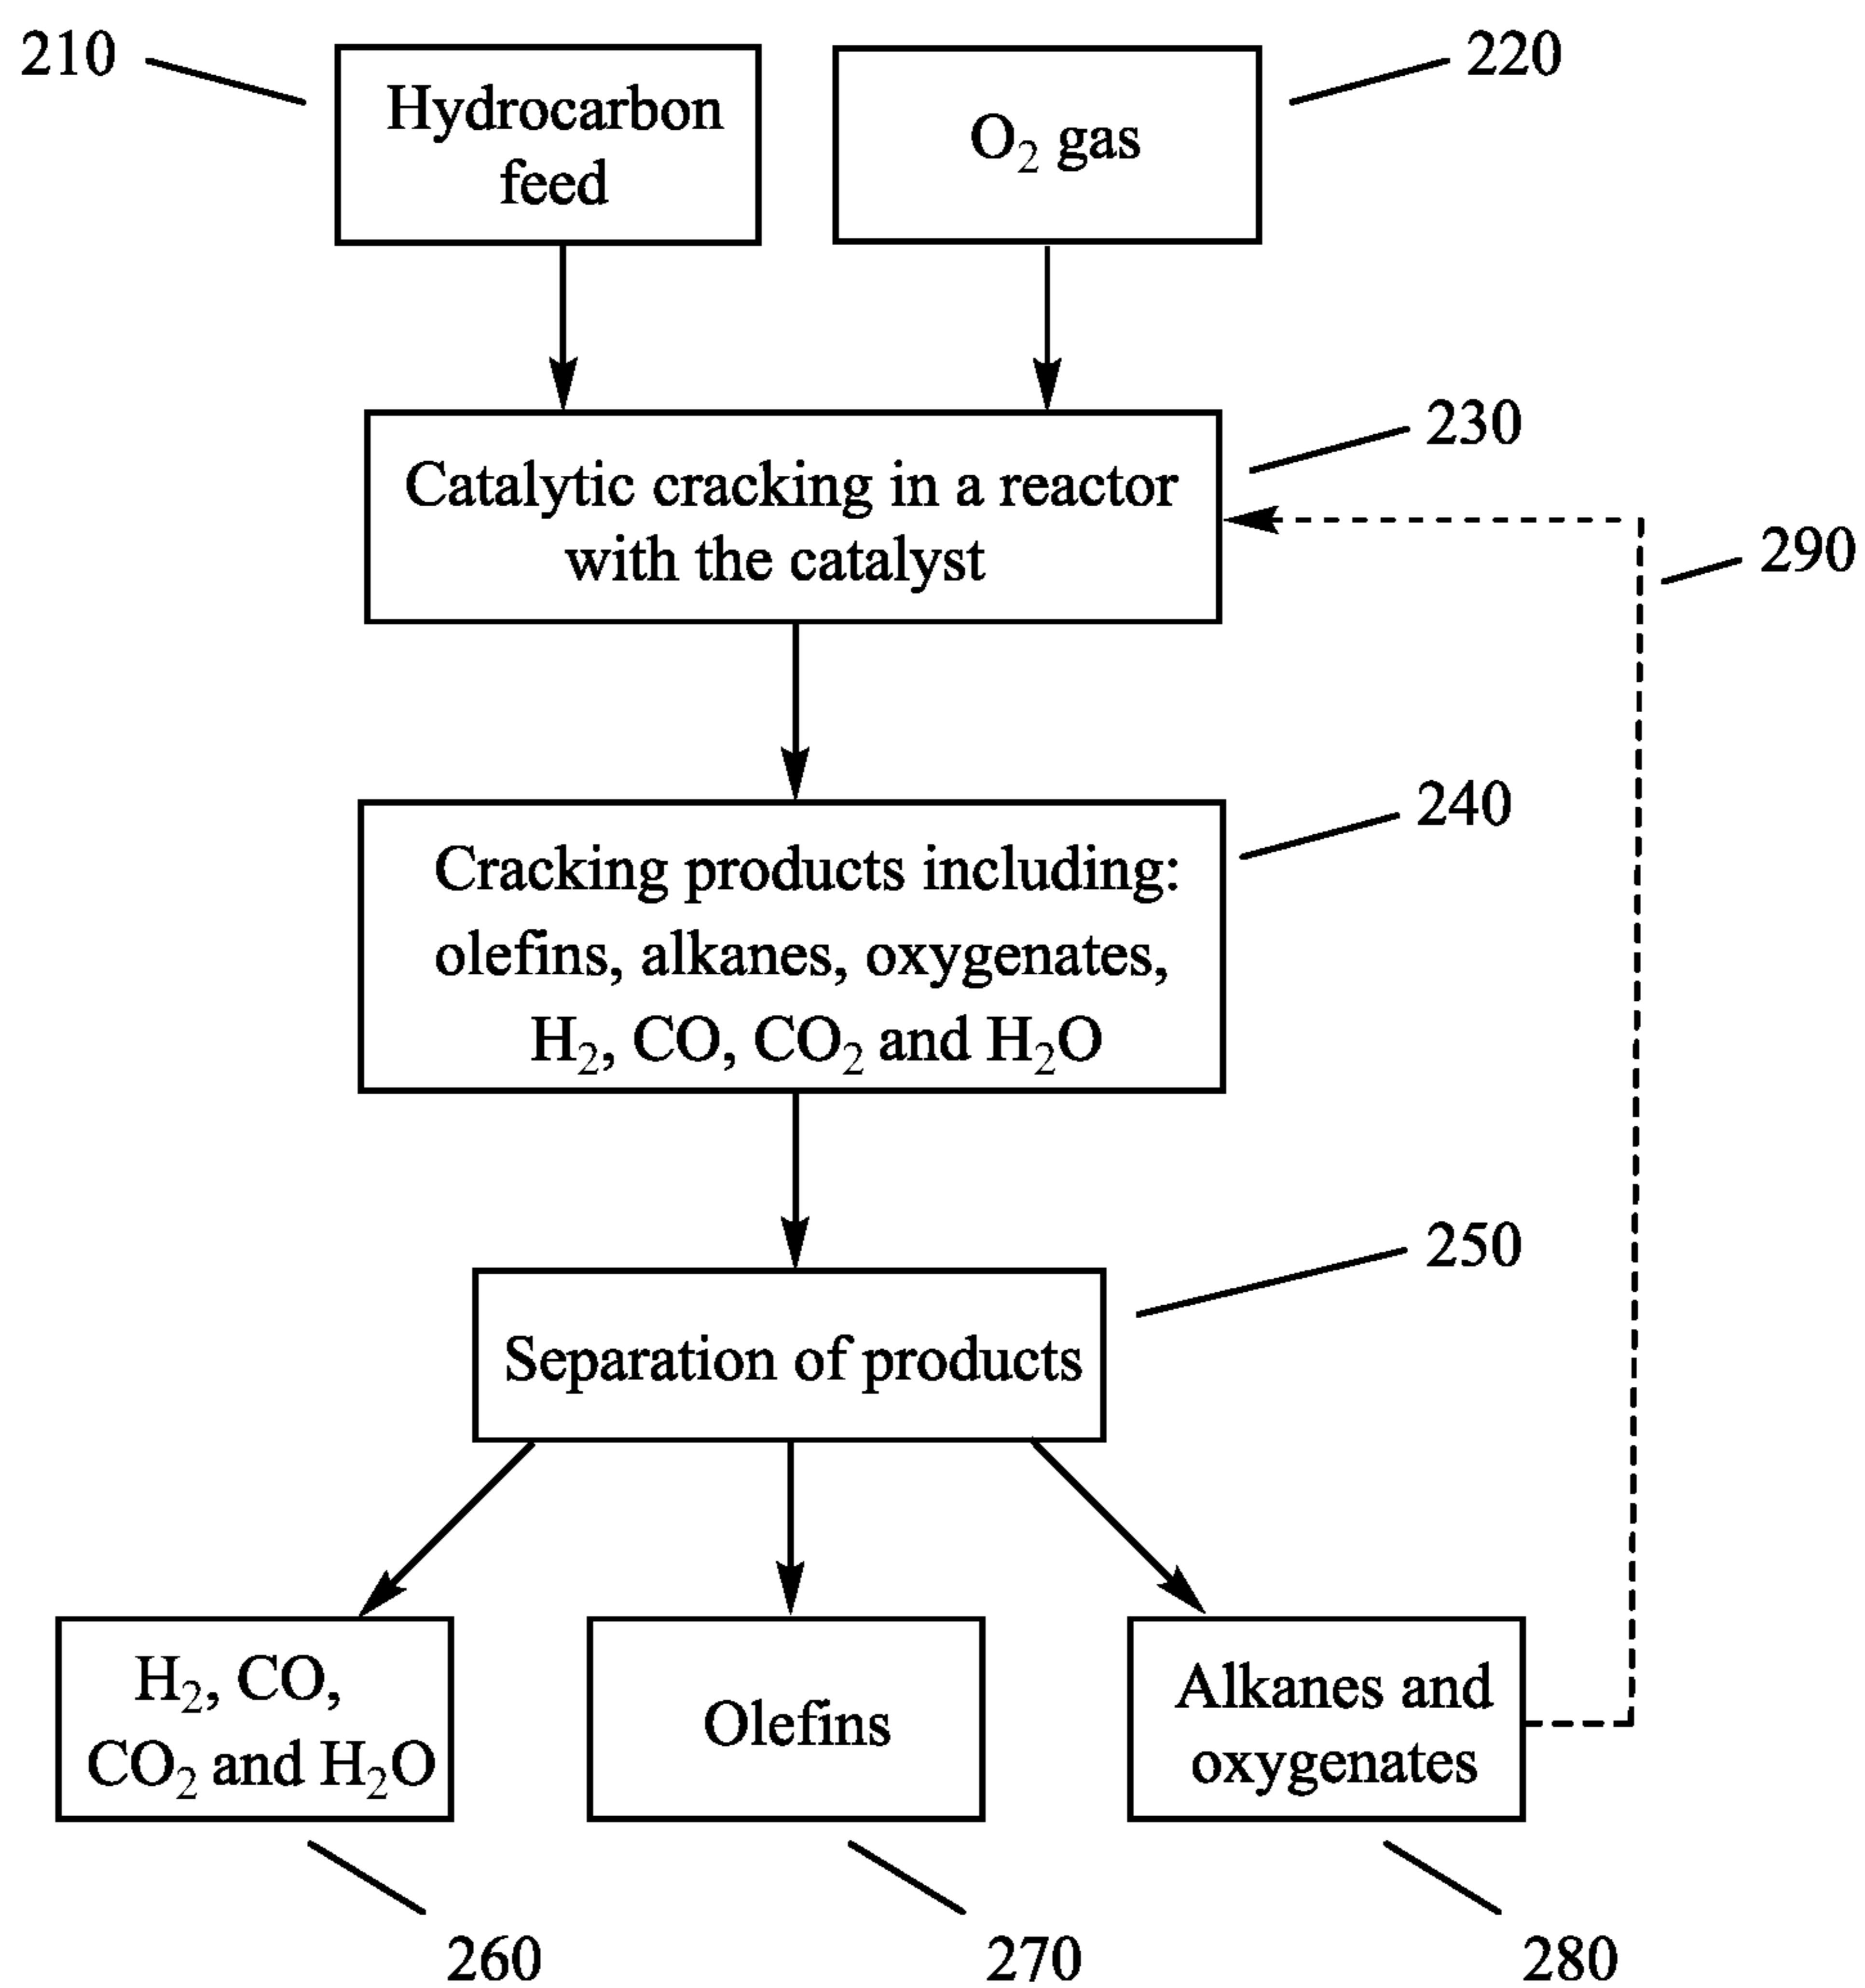 210
Hydrocarbon
feed
O₂ gas
220
Catalytic cracking in a reactor
with the catalyst
230
290
Cracking products including:
olefins, alkanes, oxygenates,
H₂, CO, CO₂ and H₂O
240
Separation of products
250
H₂, CO,
CO₂ and H₂O
Olefins
Alkanes and
oxygenates
260
270
280